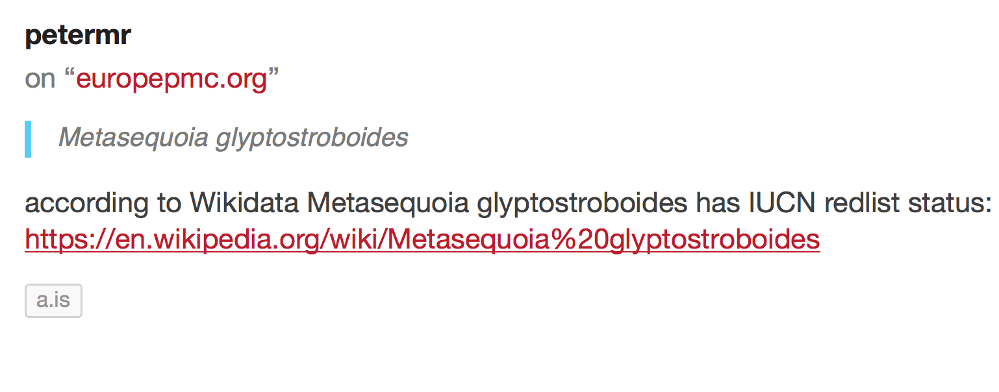 petermr
on “europepmc.org”
Metasequoia glyptostroboides
according to Wikidata Metasequoia glyptostroboides has IUCN redlist status:
https://en.wikipedia.org/wiki/Metasequoia%20glyptostroboides
a.is